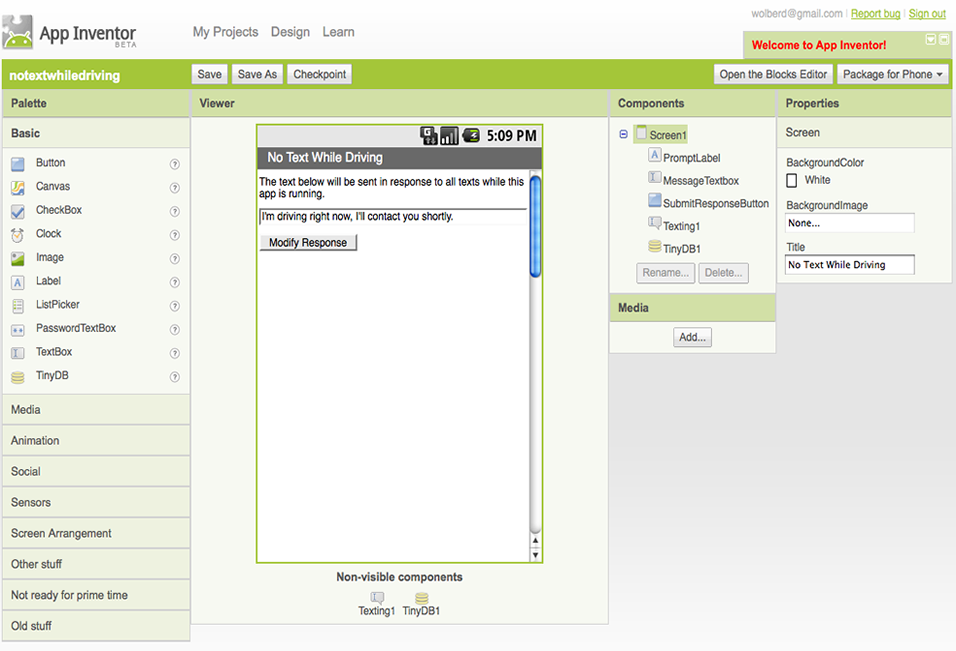 wolberd@gmail.com | Report bug | Sign out
App Inventor
BETA
My Projects Design Learn
Welcome to App Inventor!
notextwhiledriving
Save Save As Checkpoint
Open the Blocks Editor Package for Phone
Palette
Basic
Button ?
Canvas ?
CheckBox ?
Clock ?
Image ?
A Label ?
ListPicker ?
PasswordTextBox ?
TextBox ?
TinyDB ?
Media
Animation
Social
Sensors
Screen Arrangement
Other stuff
Not ready for prime time
Old stuff
Viewer
G 5:09 PM
No Text While Driving
The text below will be sent in response to all texts while this
app is running.
I'm driving right now, I'll contact you shortly.
Modify Response
Non-visible components
Texting1 TinyDB1
Components
Screen1
A PromptLabel
MessageTextbox
SubmitResponseButton
Texting1
TinyDB1
Rename... Delete...
Media
Add...
Properties
Screen
BackgroundColor
White
BackgroundImage
None...
Title
No Text While Driving